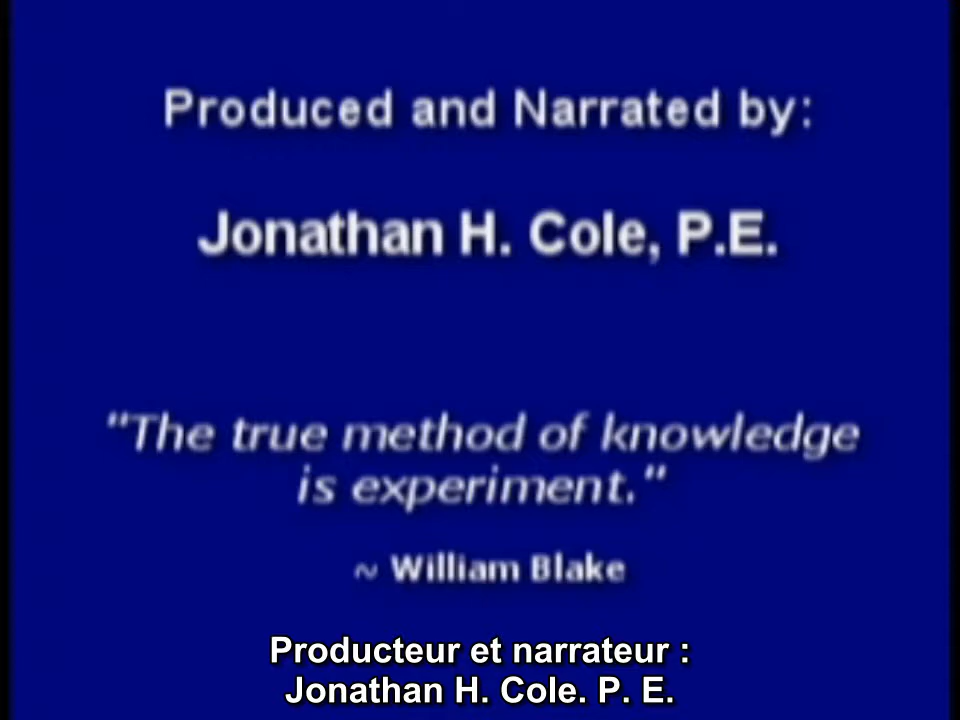 Produced and Narrated by:
Jonathan H. Cole, P.E.
"The true method of knowledge
is experiment."
~ William Blake
Producteur et narrateur :
Jonathan H. Cole. P. E.